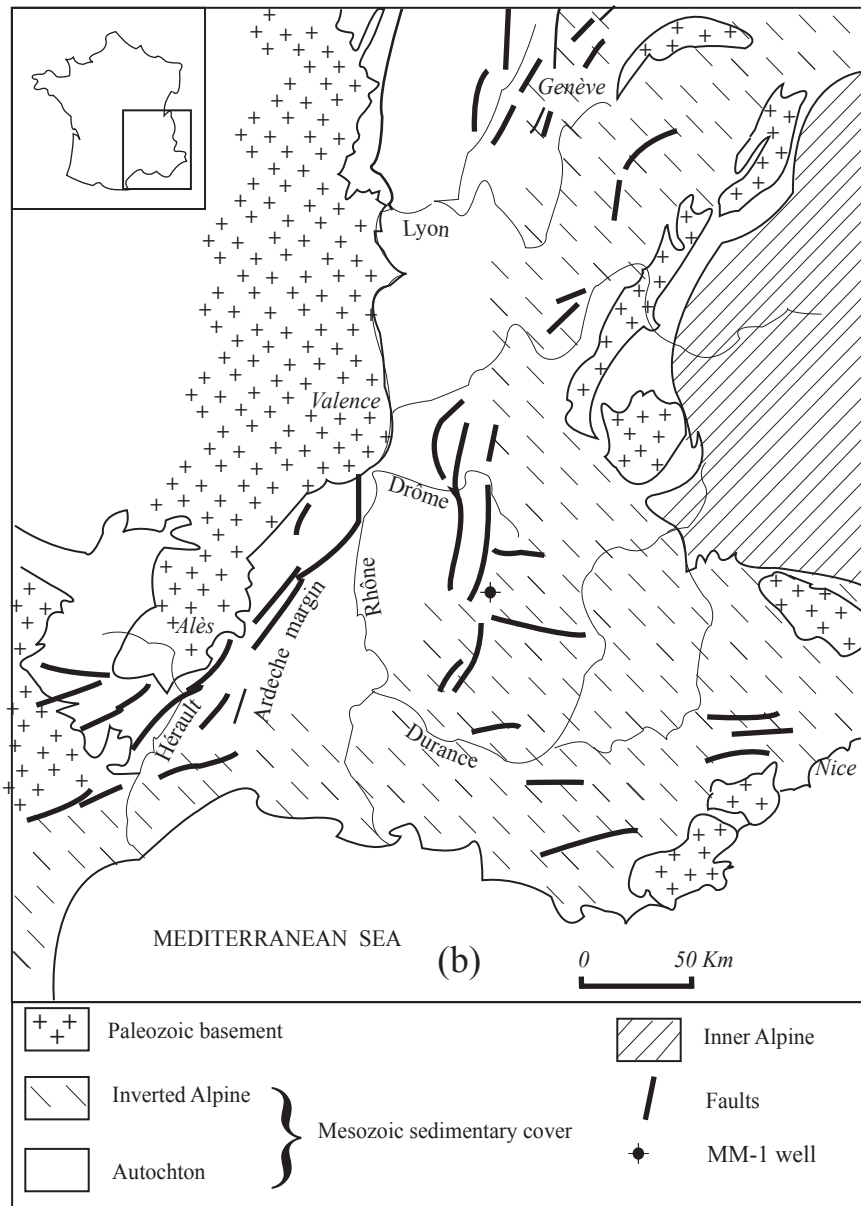 Genève
Lyon
Valence
Drôme
Rhône
Alès
Ardeche margin
Hérault
Durance
Nice
MEDITERRANEAN SEA
(b)
0 50 Km
Paleozoic basement
Inverted Alpine
Autochton
Mesozoic sedimentary cover
Inner Alpine
Faults
MM-1 well